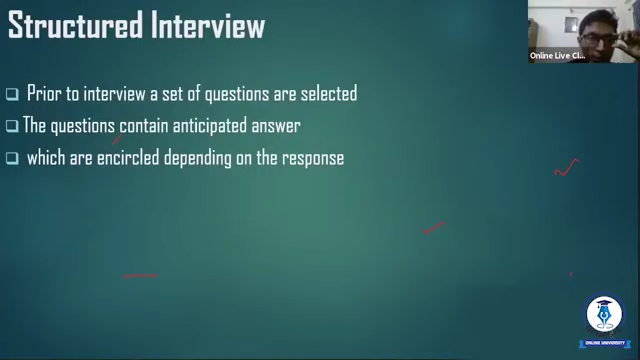 Structured Interview
Online Live Cl...
Prior to interview a set of questions are selected
The questions contain anticipated answer
which are encircled depending on the response
ONLINE UNIVERSITY